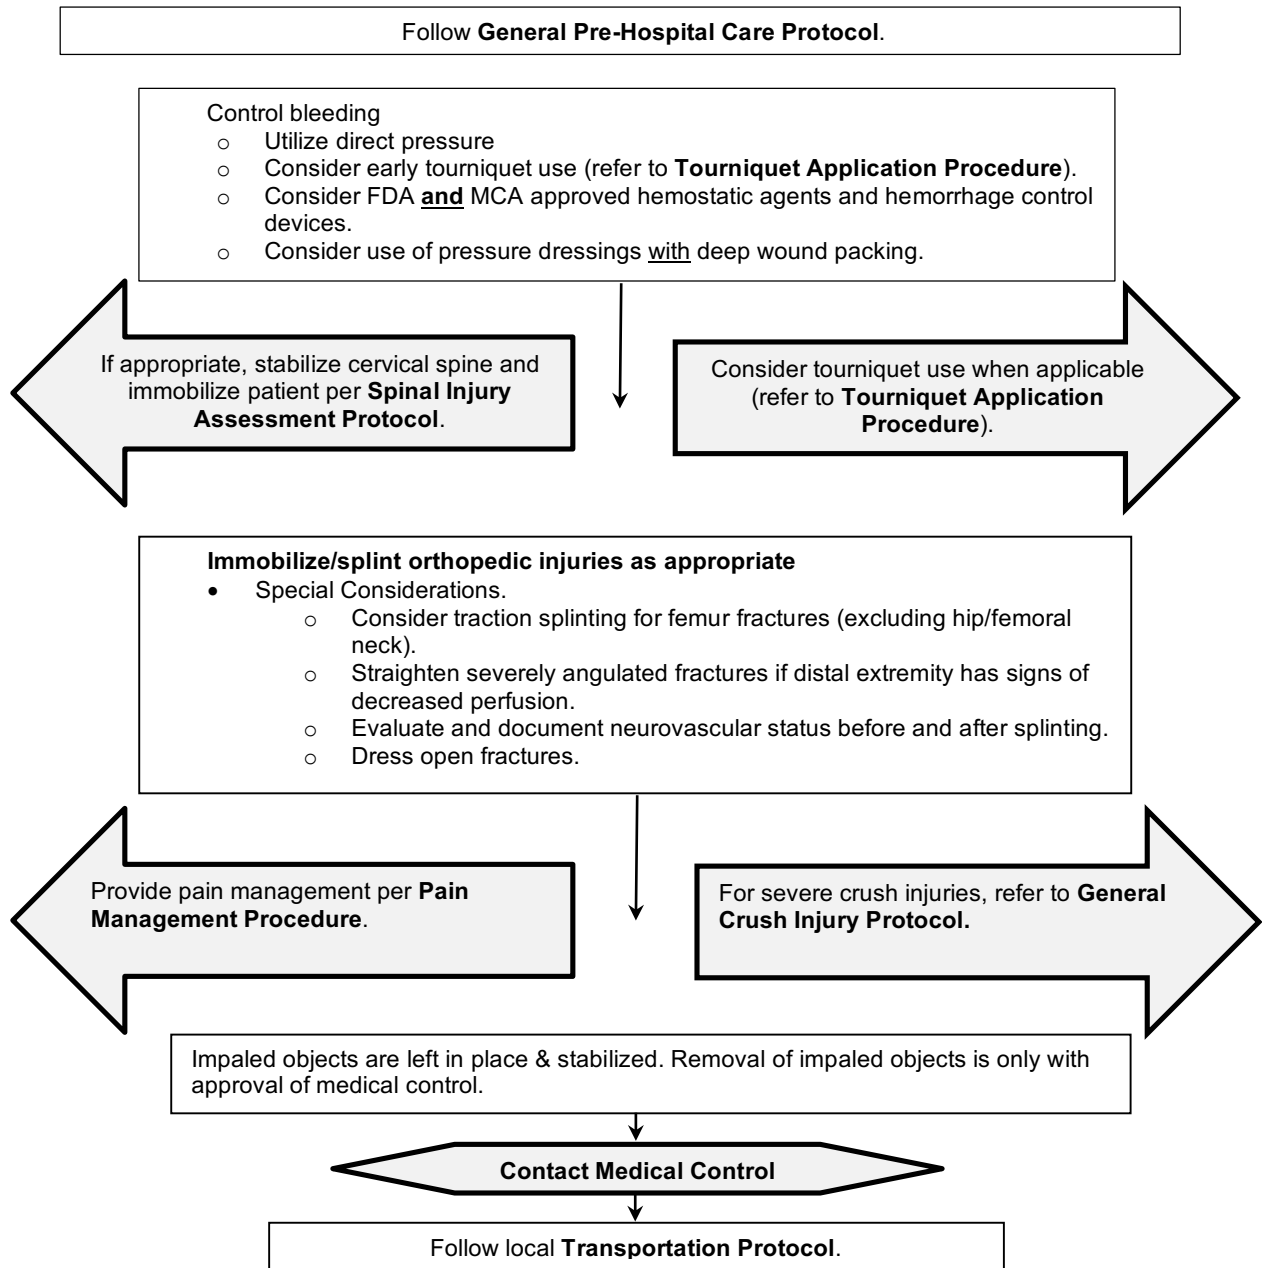 Follow General Pre-Hospital Care Protocol.
Control bleeding
o Utilize direct pressure
o Consider early tourniquet use (refer to Tourniquet Application Procedure).
o Consider FDA and MCA approved hemostatic agents and hemorrhage control
devices.
o Consider use of pressure dressings with deep wound packing.
If appropriate, stabilize cervical spine and
immobilize patient per Spinal Injury
Assessment Protocol.
Consider tourniquet use when applicable
(refer to Tourniquet Application
Procedure).
Immobilize/splint orthopedic injuries as appropriate
• Special Considerations.
o Consider traction splinting for femur fractures (excluding hip/femoral
neck).
o Straighten severely angulated fractures if distal extremity has signs of
decreased perfusion.
o Evaluate and document neurovascular status before and after splinting.
o Dress open fractures.
Provide pain management per Pain
Management Procedure.
For severe crush injuries, refer to General
Crush Injury Protocol.
Impaled objects are left in place & stabilized. Removal of impaled objects is only with
approval of medical control.
Contact Medical Control
Follow local Transportation Protocol.